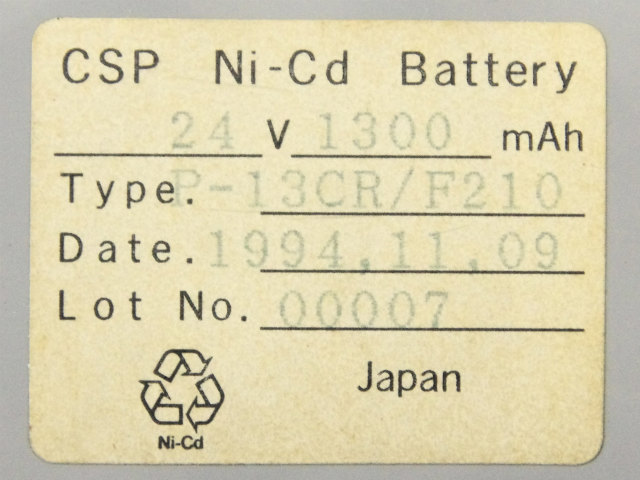 CSP Ni-Cd Battery
24 V 1300 mAh
Type. P-13CR/F210
Date. 1994.11.09
Lot No. 00007
Japan
Ni-Cd